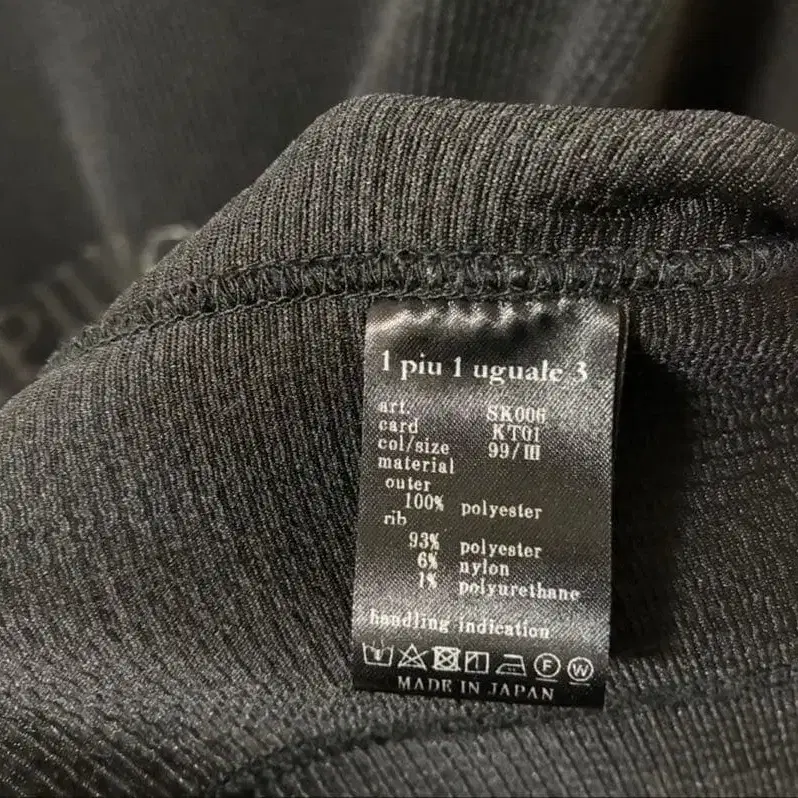 1 piu 1 uguale 3
art. SK006
card KT01
col/size 99/Ⅲ
material
outer
100% polyester
rib
93% polyester
6% nylon
1% polyurethane
handling indication
F W
MADE IN JAPAN